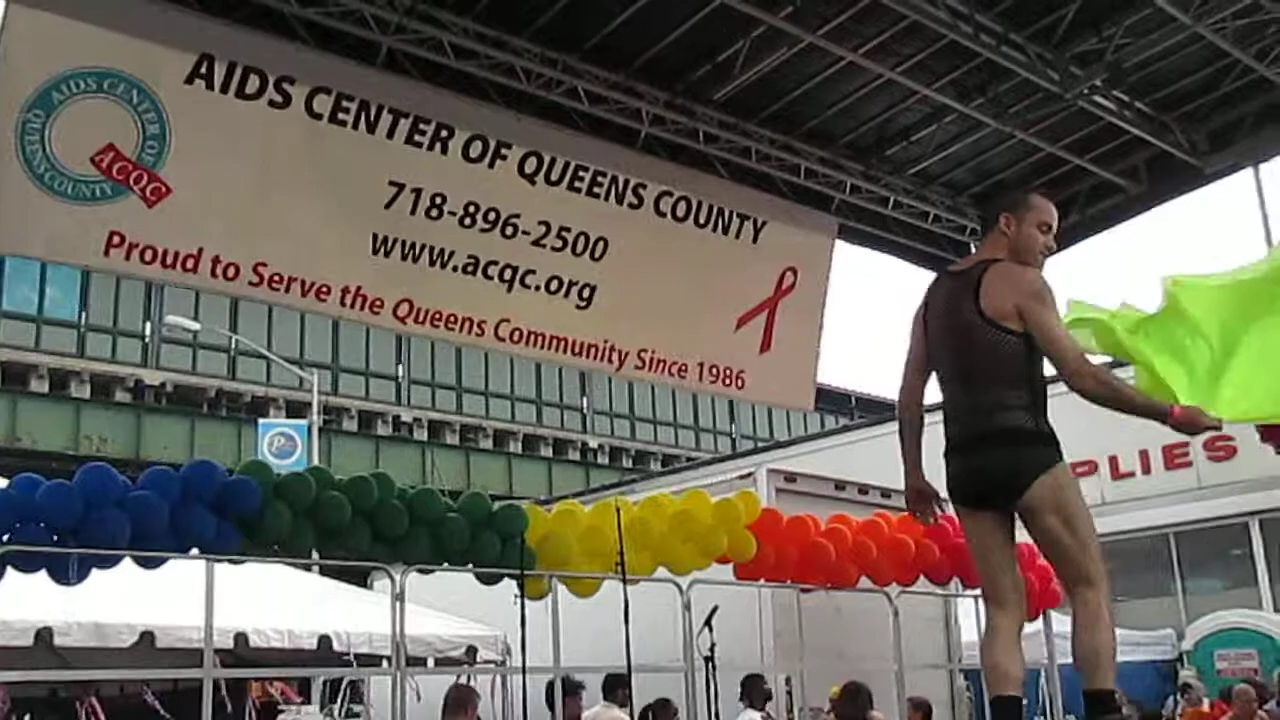 AIDS CENTER OF QUEENS COUNTY
ACQC
AIDS CENTER OF QUEENS COUNTY
718-896-2500
www.acqc.org
Proud to Serve the Queens Community Since 1986
PLIES